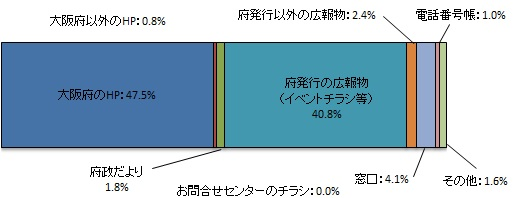 大阪府以外のHP：0.8%
府発行以外の広報物：2.4%
電話番号帳：1.0%
大阪府のHP：47.5%
府発行の広報物
（イベントチラシ等）
40.8%
府政だより
1.8%
お問合せセンターのチラシ：0.0%
窓口：4.1%
その他：1.6%